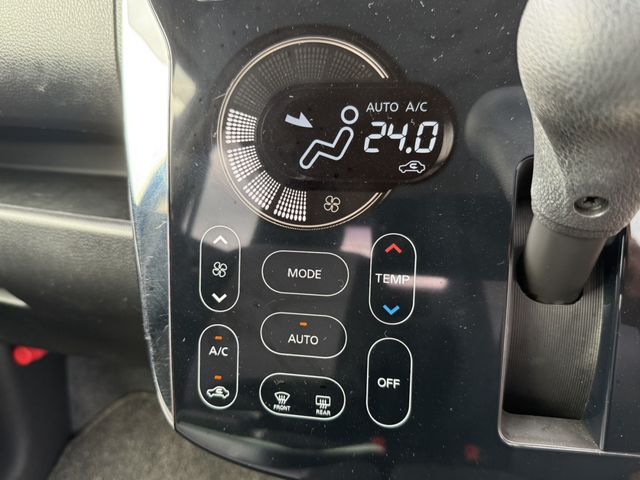 AUTO A/C
24.0
MODE
TEMP
AUTO
A/C
OFF
FRONT
REAR